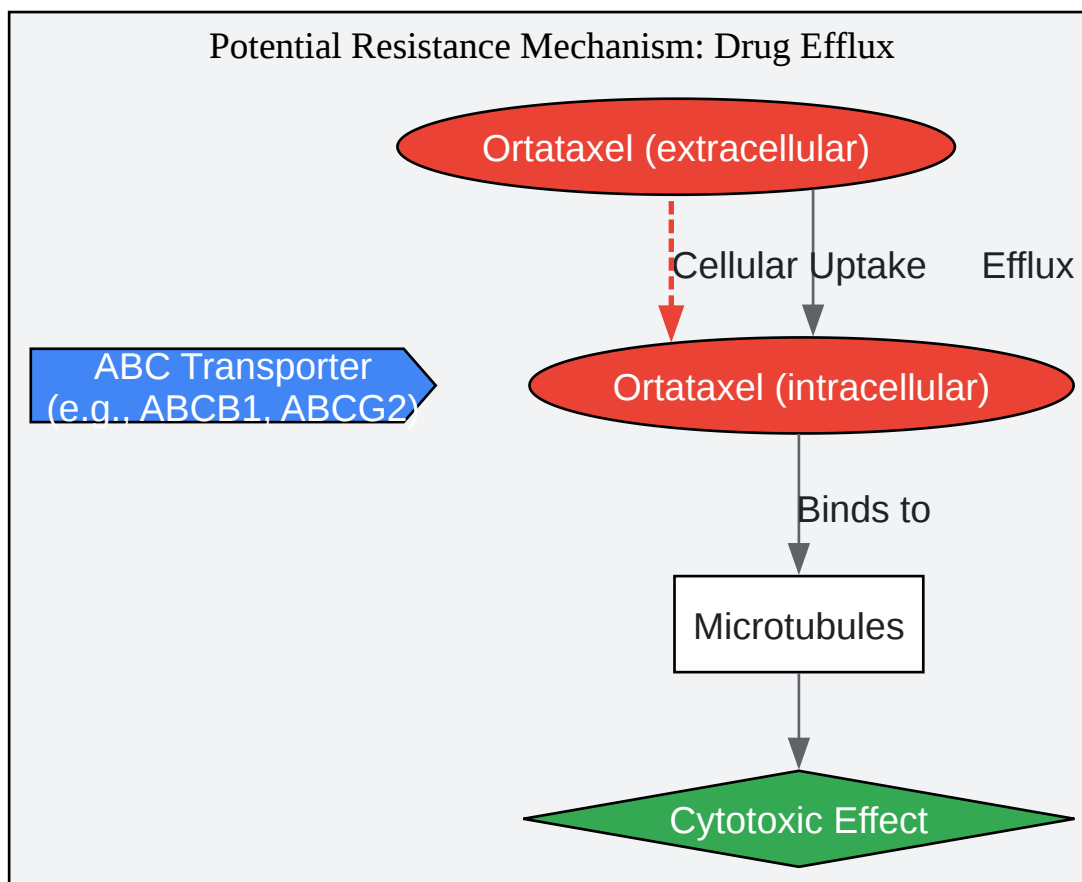 Potential Resistance Mechanism: Drug Efflux
Ortataxel (extracellular)
Cellular Uptake
Efflux
ABC Transporter
(e.g., ABCB1, ABCG2)
Ortataxel (intracellular)
Binds to
Microtubules
Cytotoxic Effect